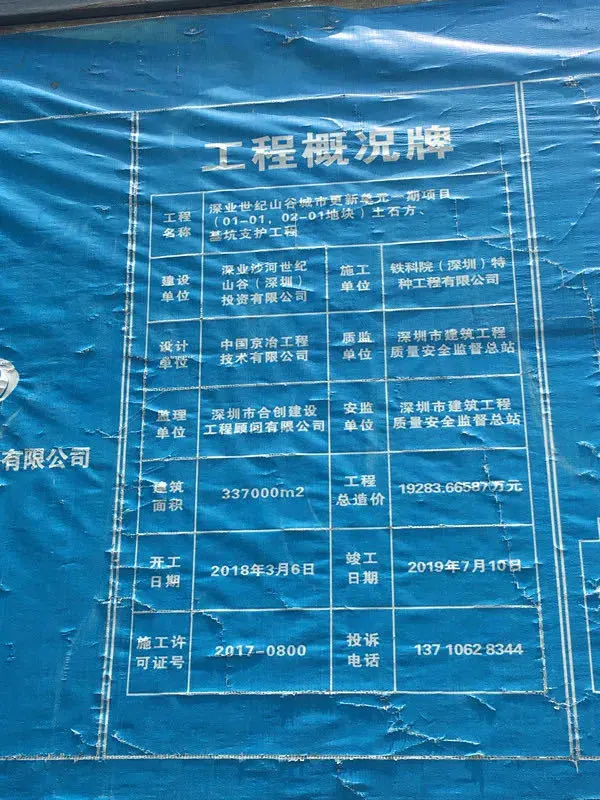 工程概况牌
工程
名称
深业世纪山谷城市更新单元一期项目
(01-01，02-01地块）土石方、
基坑支护工程
建设
单位
深业沙河世纪
山谷（深圳）
投资有限公司
施工
单位
铁科院（深圳）特
种工程有限公司
设计
单位
中国京冶工程
技术有限公司
质监
单位
深圳市建筑工程
质量安全监督总站
监理
单位
深圳市合创建设
工程顾问有限公司
安监
单位
深圳市建筑工程
质量安全监督总站
建筑
面积
337000m2
工程
总造价
19283.66587万元
开工
日期
2018年3月6日
竣工
日期
2019年7月10日
施工许
可证号
2017-0800
投诉
电话
13710628344
有限公司